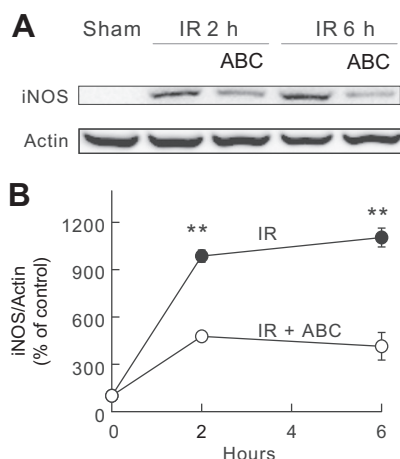 A
Sham IR 2 h IR 6 h
ABC ABC
iNOS
Actin
B
1200
900
600
300
0
iNOS/Actin
(% of control)
** **
IR
IR + ABC
0 2 4 6
Hours